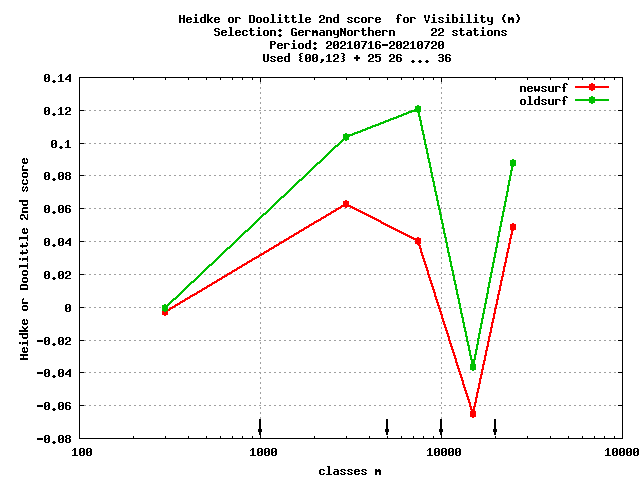 Heidke or Doolittle 2nd score  for Visibility (m)
Selection: GermanyNorthern     22 stations
Period: 20210716-20210720
Used {00,12} + 25 26 ... 36
newsurf
oldsurf
0.14
0.12
0.1
0.08
0.06
0.04
0.02
0
-0.02
-0.04
-0.06
-0.08
Heidke or Doolittle 2nd score
100
1000
10000
10000
classes m